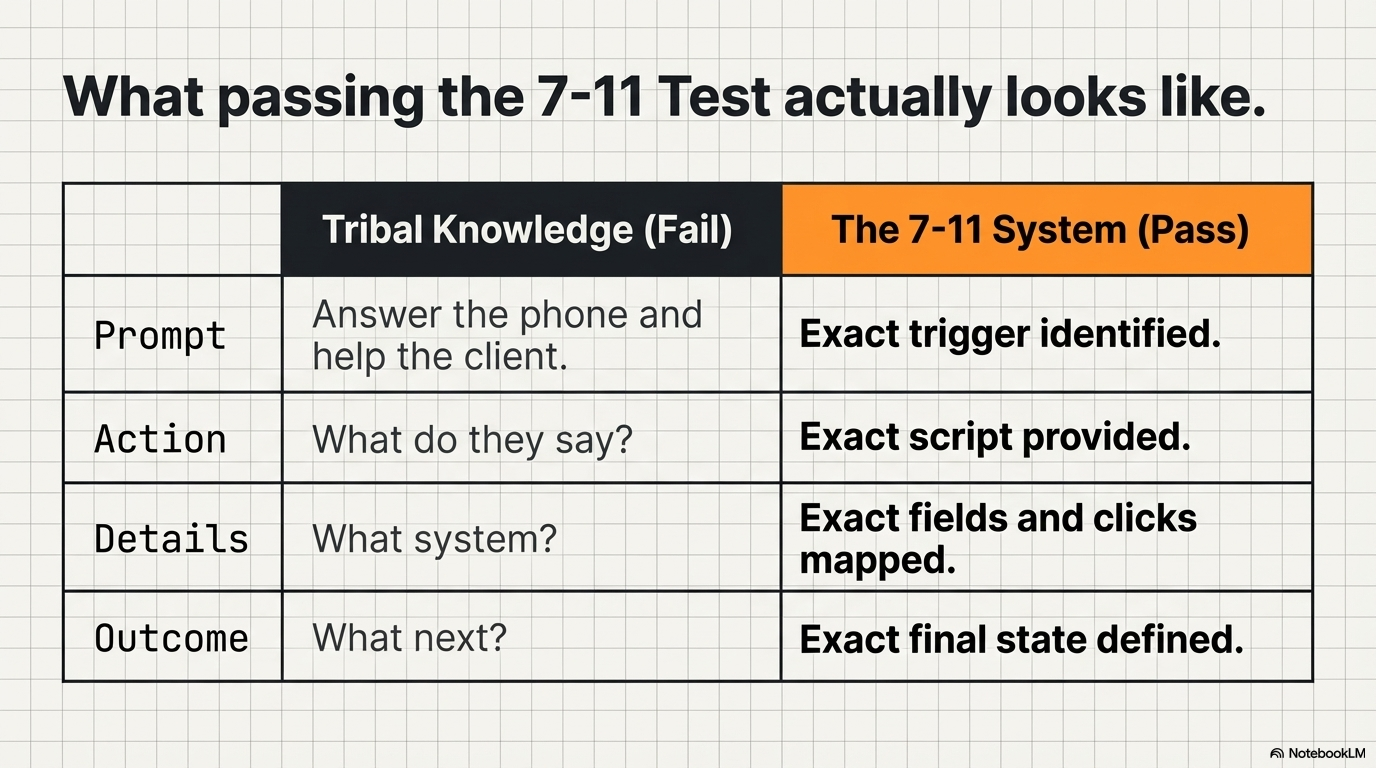 What passing the 7-11 Test actually looks like.
Tribal Knowledge (Fail)
The 7-11 System (Pass)
Prompt
Answer the phone and
help the client.
Exact trigger identified.
Action
What do they say?
Exact script provided.
Details
What system?
Exact fields and clicks
mapped.
Outcome
What next?
Exact final state defined.
NotebookLM